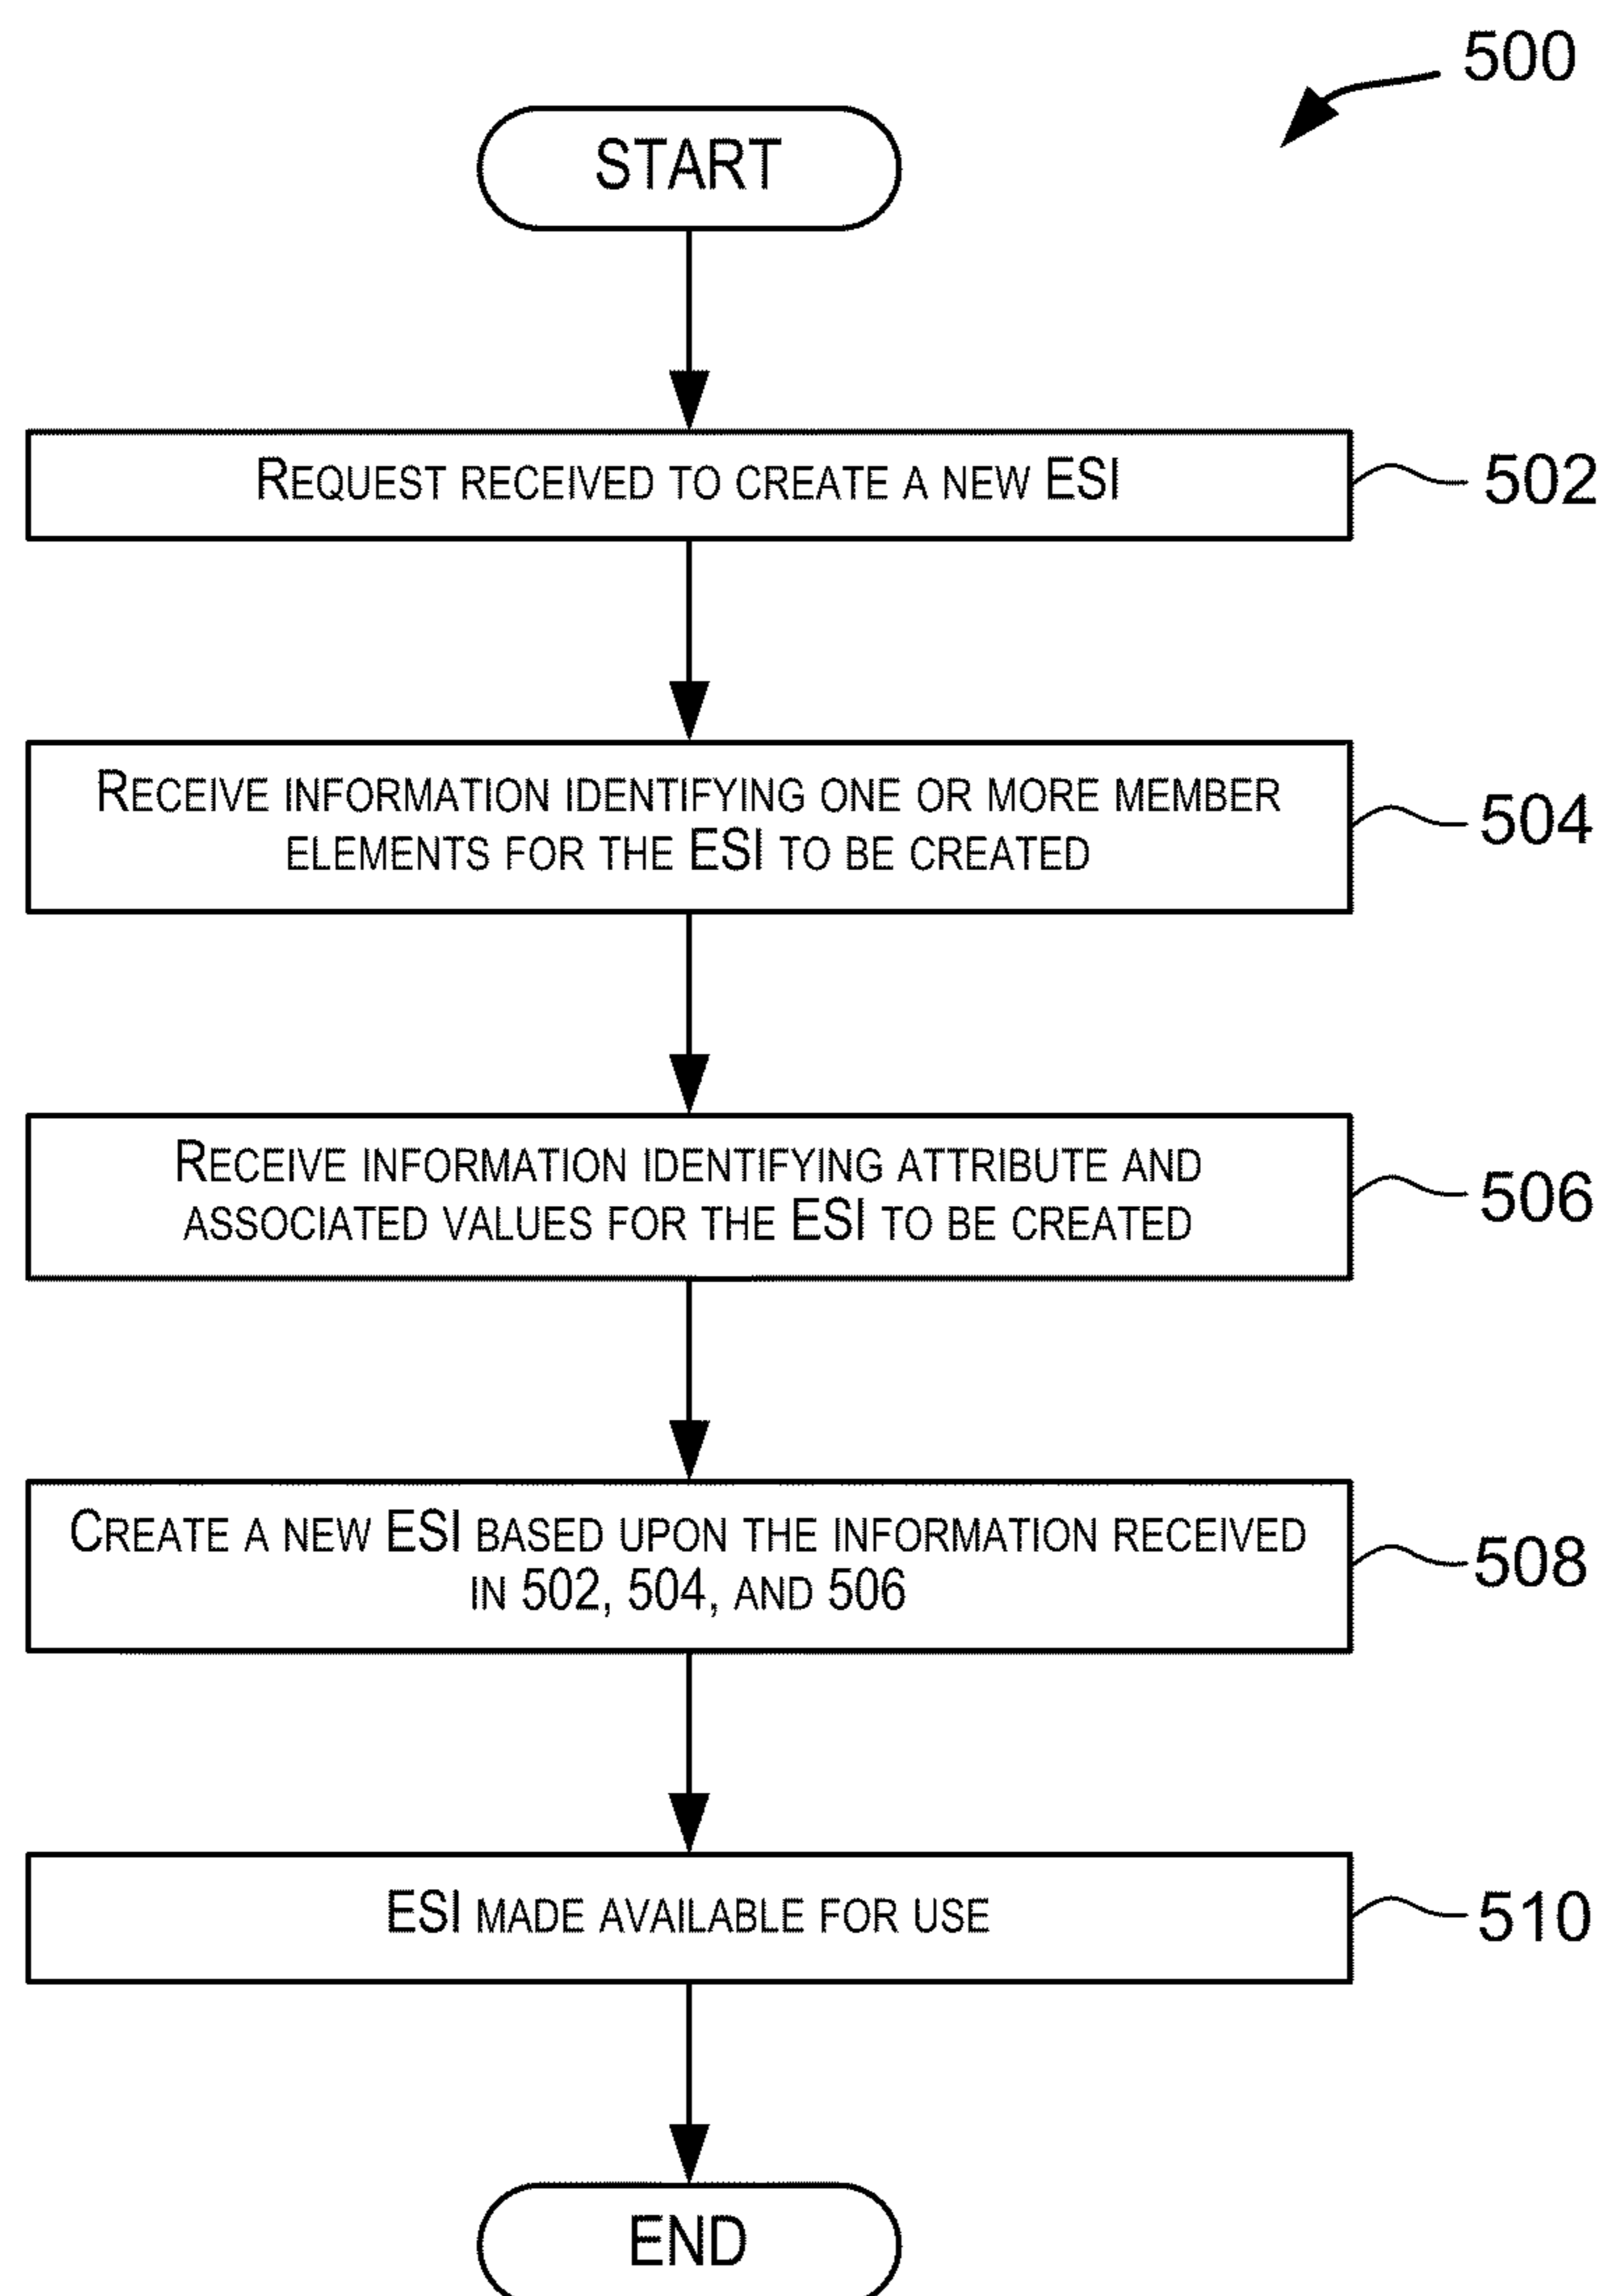 500
START
REQUEST RECEIVED TO CREATE A NEW ESI
502
RECEIVE INFORMATION IDENTIFYING ONE OR MORE MEMBER
ELEMENTS FOR THE ESI TO BE CREATED
504
RECEIVE INFORMATION IDENTIFYING ATTRIBUTE AND
ASSOCIATED VALUES FOR THE ESI TO BE CREATED
506
CREATE A NEW ESI BASED UPON THE INFORMATION RECEIVED
IN 502, 504, AND 506
508
ESI MADE AVAILABLE FOR USE
510
END